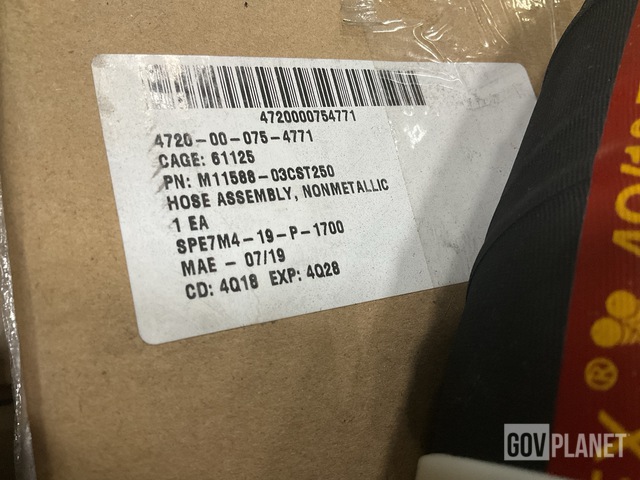 4720000754771
4720-00-075-4771
CAGE: 61125
PN: M11588-03CST250
HOSE ASSEMBLY, NONMETALLIC
1 EA
SPE7M4-19-P-1700
MAE - 07/19
CD: 4Q18 EXP: 4Q28
®
GOVPLANET